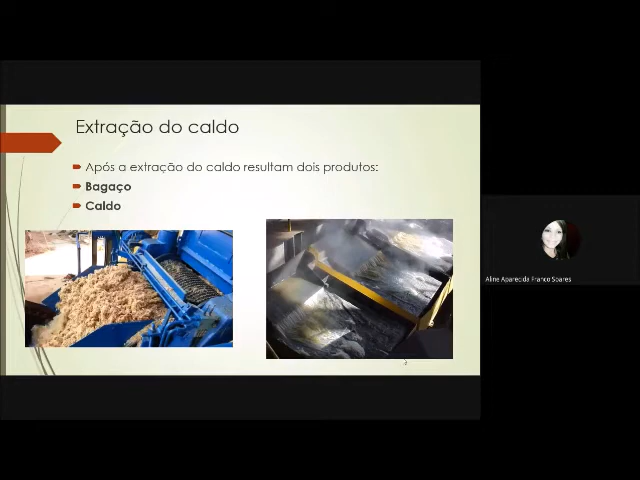 Extração do caldo
Após a extração do caldo resultam dois produtos:
Bagaço
Caldo
Aline Aparecida Franco Soares